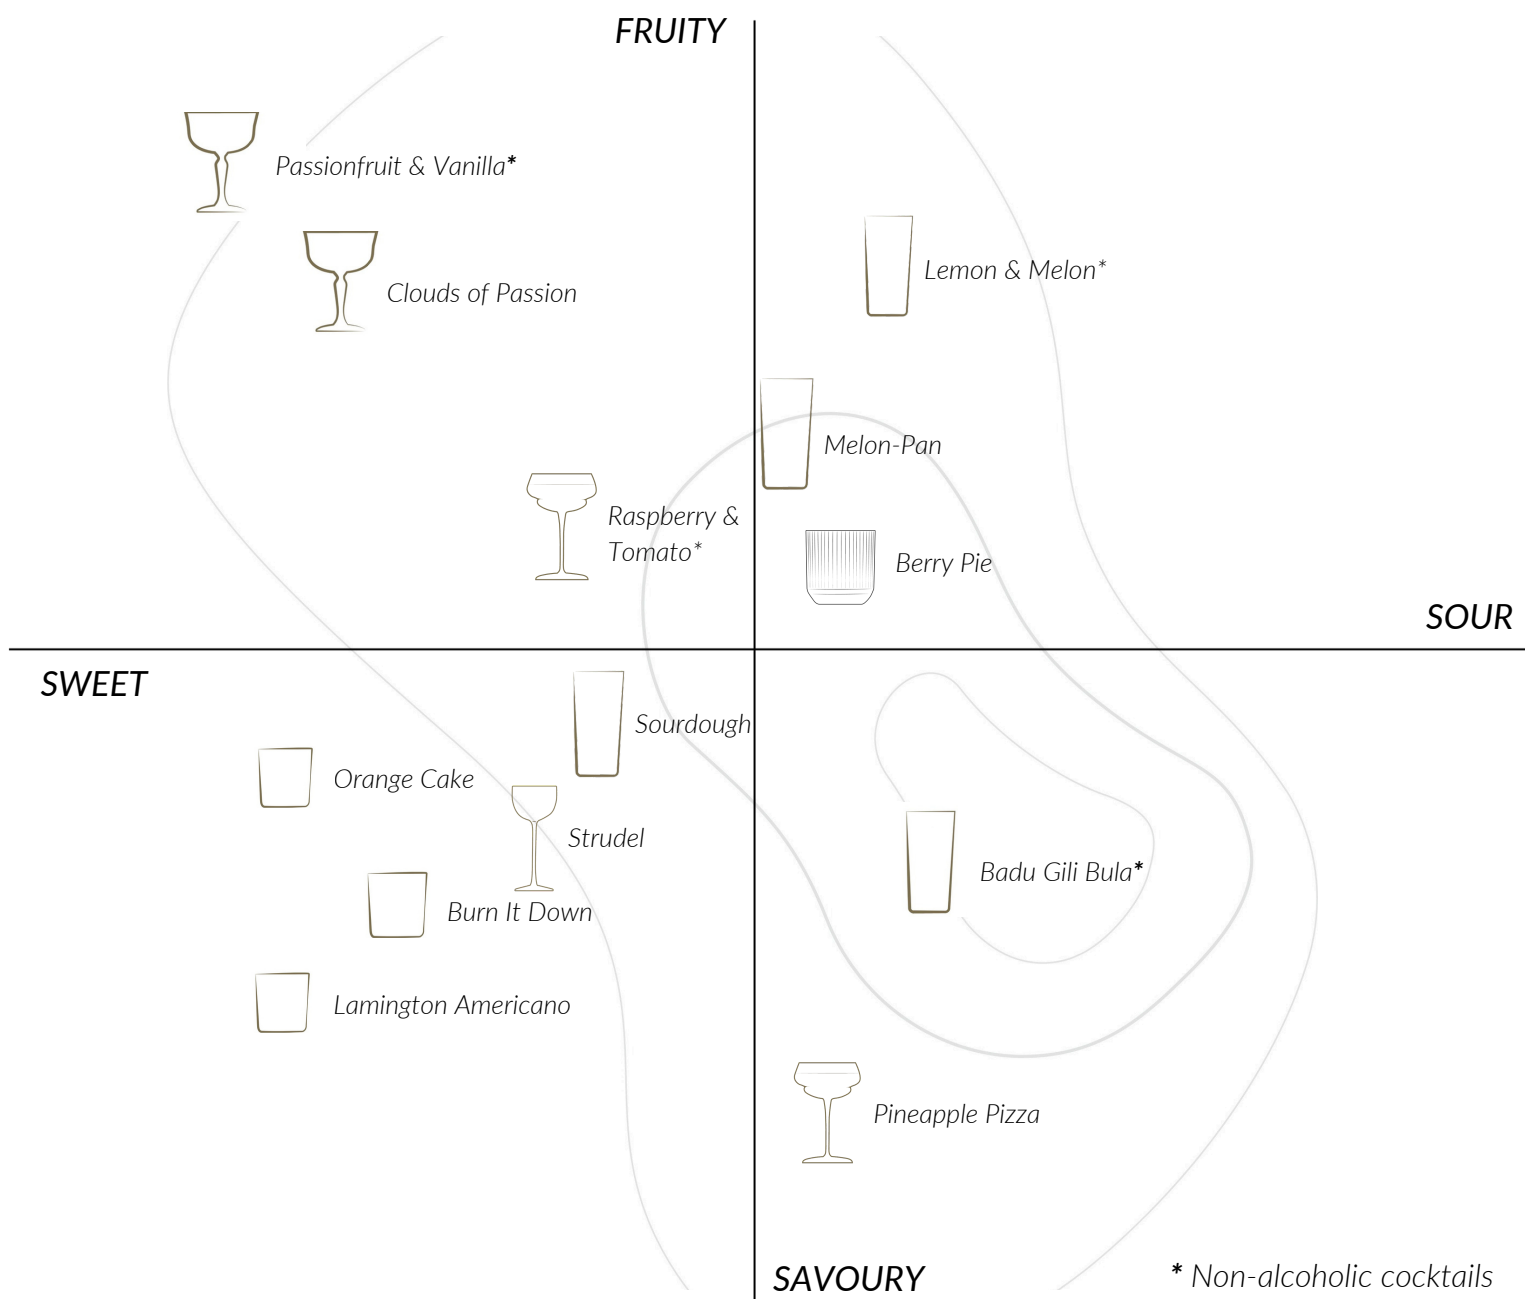 FRUITY
Passionfruit & Vanilla*
Lemon & Melon*
Clouds of Passion
Melon-Pan
Raspberry &
Tomato*
Berry Pie
SOUR
SWEET
Sourdough
Orange Cake
Strudel
Badu Gili Bula*
Burn It Down
Lamington Americano
Pineapple Pizza
SAVOURY
* Non-alcoholic cocktails